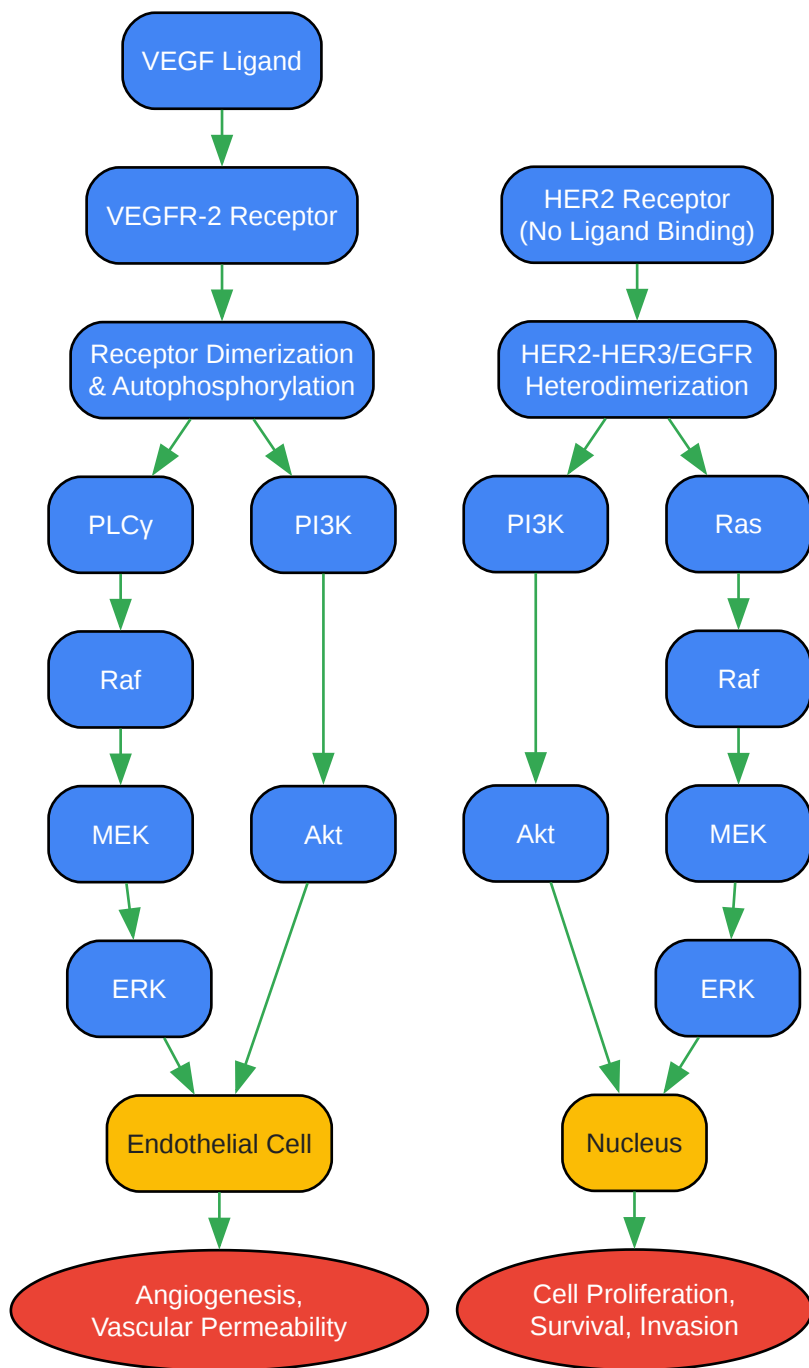 VEGF Ligand
VEGFR-2 Receptor
Receptor Dimerization
& Autophosphorylation
PLCγ
PI3K
Raf
MEK
Akt
ERK
Endothelial Cell
Angiogenesis,
Vascular Permeability
HER2 Receptor
(No Ligand Binding)
HER2-HER3/EGFR
Heterodimerization
PI3K
Ras
Raf
Akt
MEK
ERK
Nucleus
Cell Proliferation,
Survival, Invasion